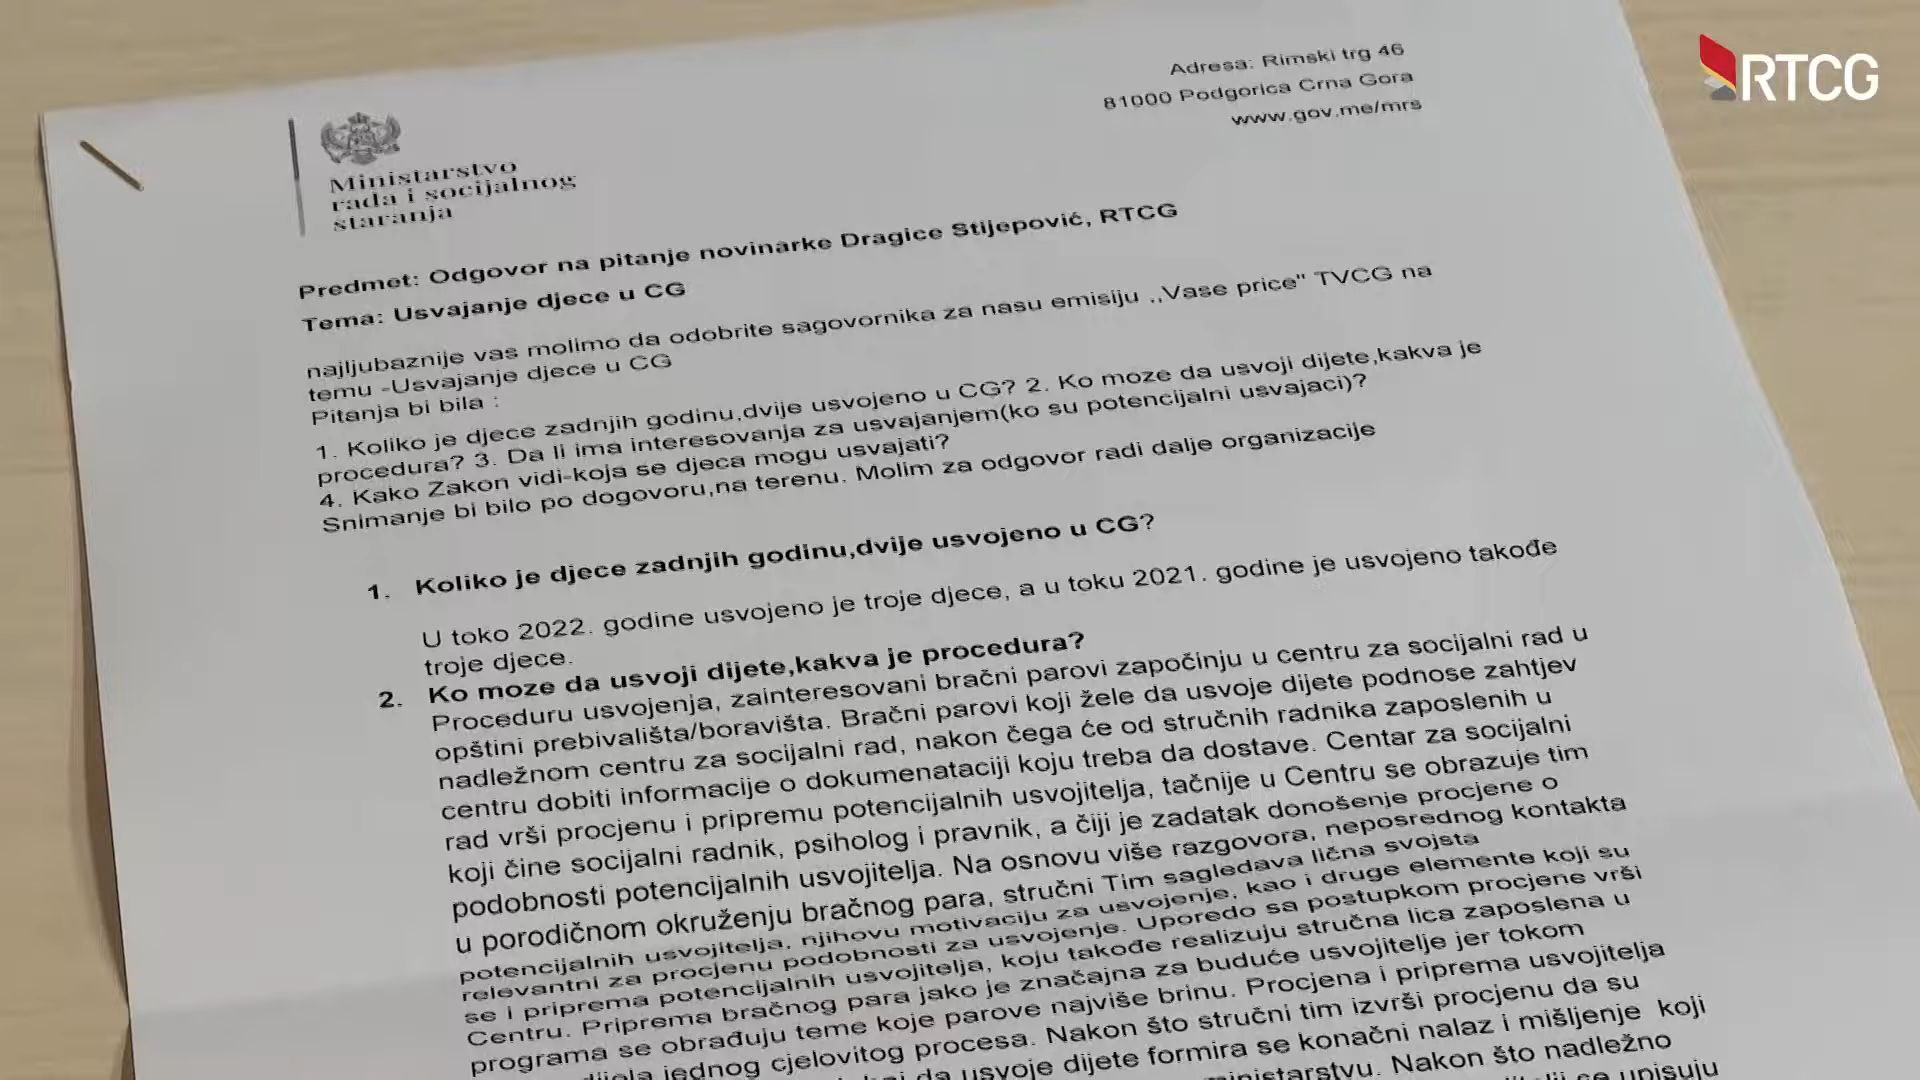 RTCG
Adresa: Rimski trg 46
81000 Podgorica Crna Gora
www.gov.me/mrs
Ministarstvo
rada i socijalnog
staranja
Predmet: Odgovor na pitanje novinarke Dragice Stijepović, RTCG
Tema: Usvajanje djece u CG
najljubaznije vas molimo da odobrite sagovornika za nasu emisiju ,,Vase price" TVCG na
temu -Usvajanje djece u CG
Pitanja bi bila :
1. Koliko je djece zadnjih godinu,dvije usvojeno u CG? 2. Ko moze da usvoji dijete,kakva je
procedura? 3. Da li ima interesovanja za usvajanjem(ko su potencijalni usvajaci)?
4. Kako Zakon vidi-koja se djeca mogu usvajati?
Snimanje bi bilo po dogovoru,na terenu. Molim za odgovor radi dalje organizacije
1. Koliko je djece zadnjih godinu,dvije usvojeno u CG?
U toko 2022. godine usvojeno je troje djece, a u toku 2021. godine je usvojeno takođe
troje djece.
2. Ko moze da usvoji dijete,kakva je procedura?
Proceduru usvojenja, zainteresovani bračni parovi započinju u centru za socijalni rad u
opštini prebivališta/boravišta. Bračni parovi koji žele da usvoje dijete podnose zahtjev
nadležnom centru za socijalni rad, nakon čega će od stručnih radnika zaposlenih u
centru dobiti informacije o dokumenataciji koju treba da dostave. Centar za socijalni
rad vrši procjenu i pripremu potencijalnih usvojitelja, tačnije u Centru se obrazuje tim
koji čine socijalni radnik, psiholog i pravnik, a čiji je zadatak donošenje procjene o
podobnosti potencijalnih usvojitelja. Na osnovu više razgovora, neposrednog kontakta
u porodičnom okruženju bračnog para, stručni Tim sagledava lična svojsta
potencijalnih usvojitelja, njihovu motivaciju za usvojenje, kao i druge elemente koji su
relevantni za procjenu podobnosti za usvojenje. Uporedo sa postupkom procjene vrši
se i priprema potencijalnih usvojitelja, koju takođe realizuju stručna lica zaposlena u
Centru. Priprema bračnog para jako je značajna za buduće usvojitelje jer tokom
programa se obrađuju teme koje parove najviše brinu. Procjena i priprema usvojitelja
jednog cjelovitog procesa. Nakon što stručni tim izvrši procjenu da su
da usvoje dijete formira se konačni nalaz i mišljenje koji
Nakon što nadležno
se upisuju